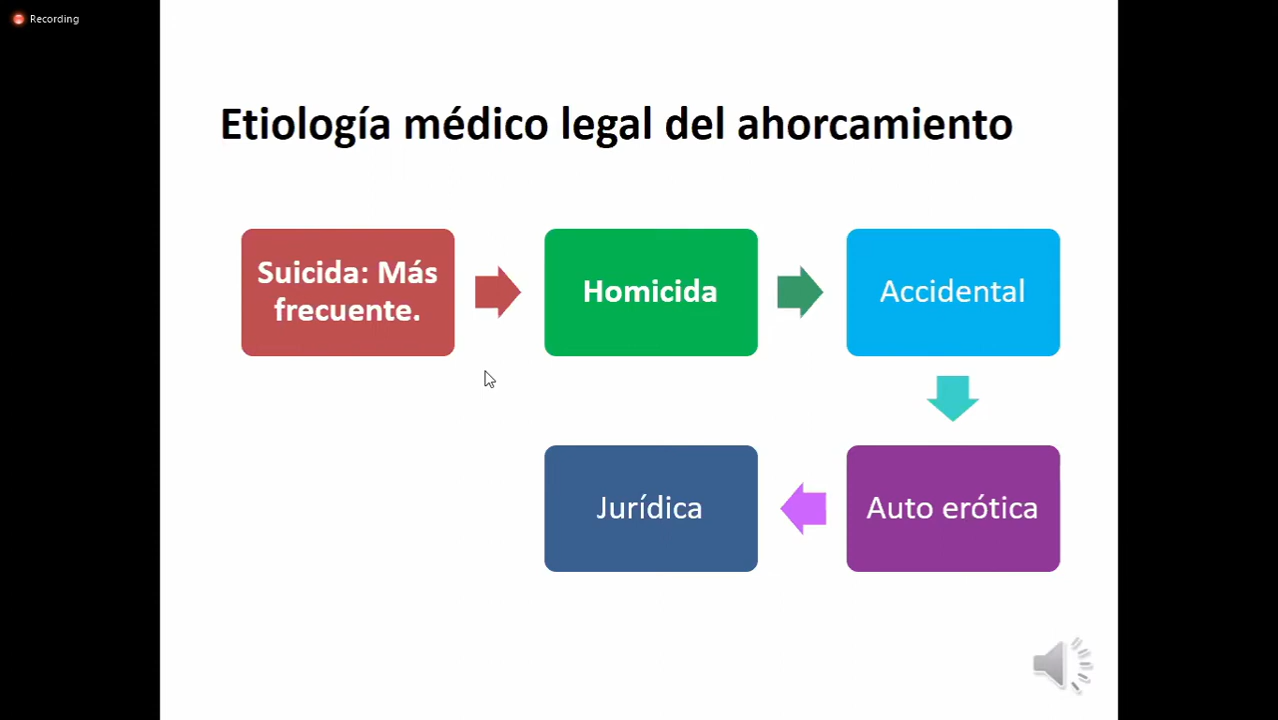 Recording
Etiología médico legal del ahorcamiento
Suicida: Más
frecuente.
Homicida
Accidental
Jurídica
Auto erótica